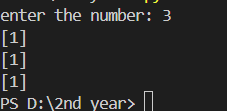 enter the number: 3
[1]
[1]
[1]
PS D:\2nd year>